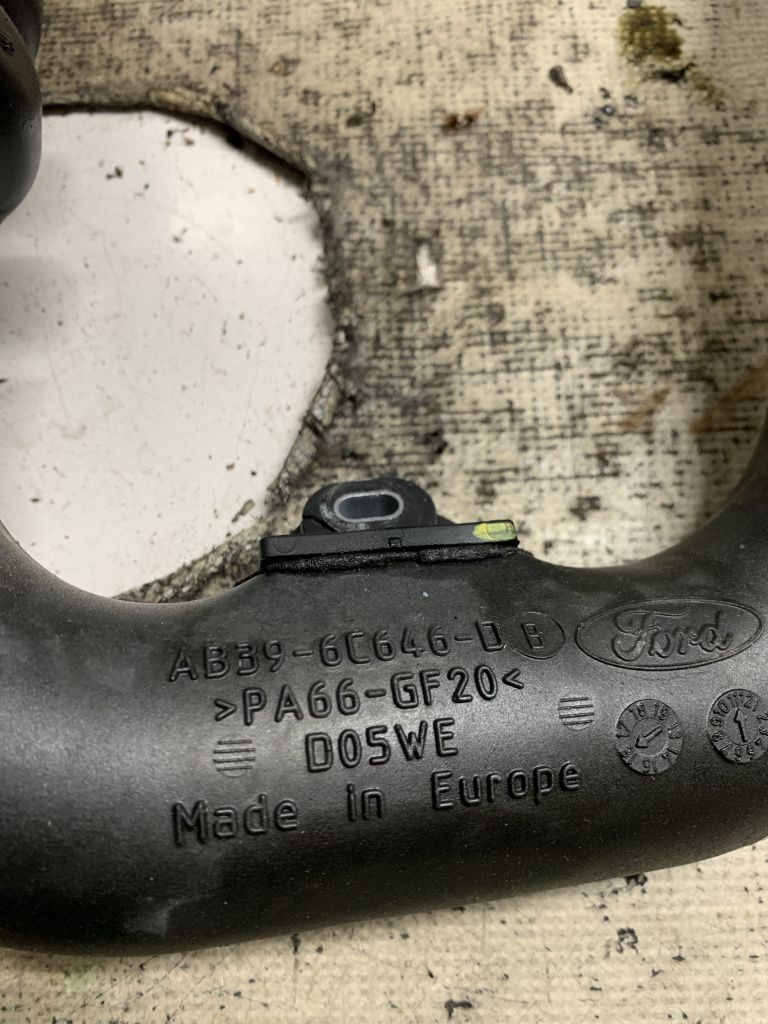 AB39-6C646-D B Ford
>PA66-GF20<
D05WE
Made in Europe